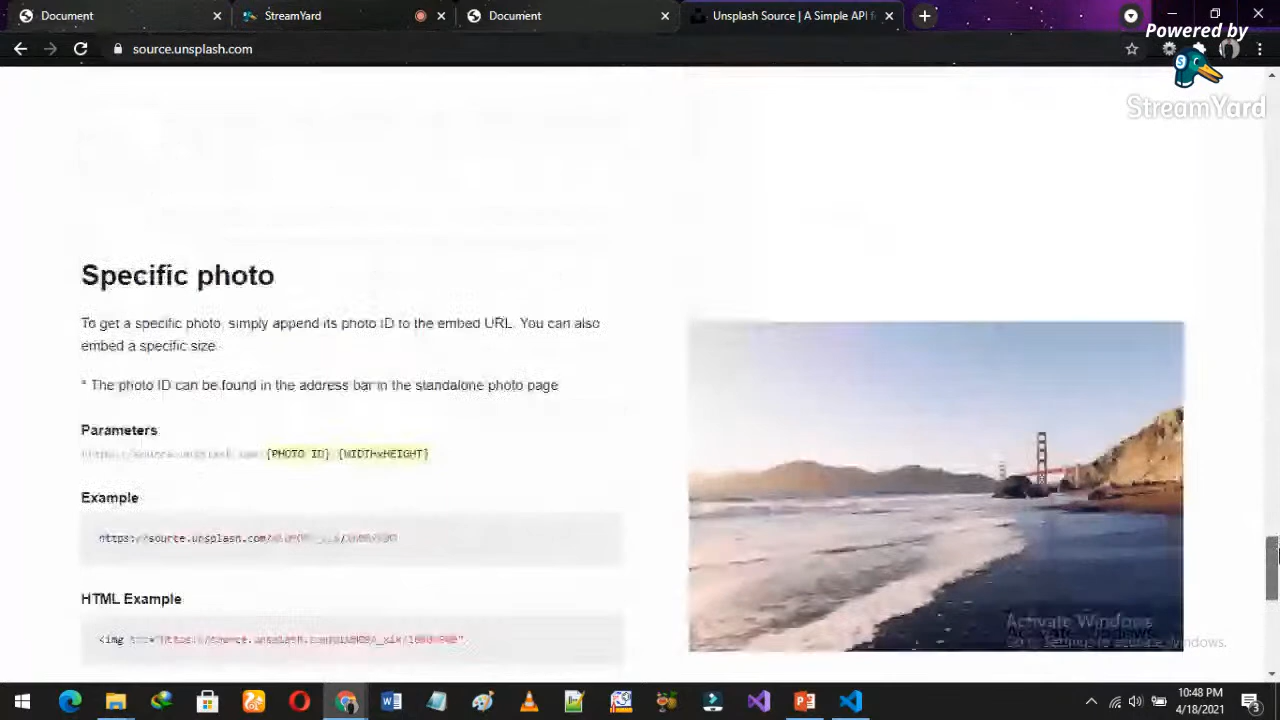 Document
StreamYard
Document
Unsplash Source | A Simple API f
Powered by
source.unsplash.com
StreamYard
Specific photo
To get a specific photo, simply append its photo ID to the embed URL. You can also
embed a specific size
* The photo ID can be found in the address bar in the standalone photo page
Parameters
{PHOTO ID} {WIDTHxHEIGHT}
Example
https://source.unsplash.com/
HTML Example
<img
Activate Windows
10:48 PM
4/18/2021